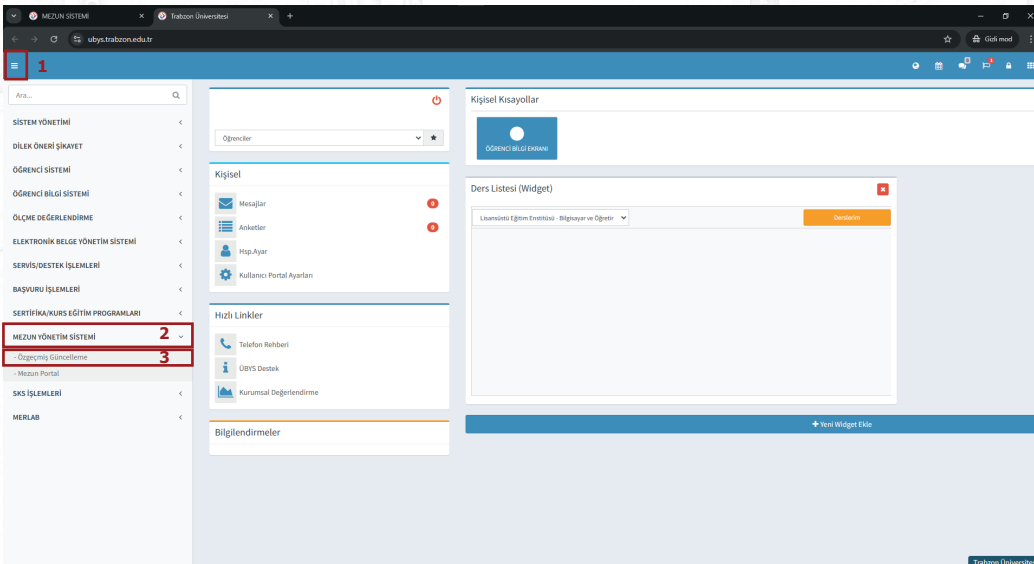 MEZUN SİSTEMİ
Trabzon Üniversitesi
ubys.trabzon.edu.tr
Gizli mod
1
0
Ara...
SİSTEM YÖNETİMİ
DİLEK ÖNERİ ŞİKAYET
ÖĞRENCİ SİSTEMİ
ÖĞRENCİ BİLGİ SİSTEMİ
ÖLÇME DEĞERLENDİRME
ELEKTRONİK BELGE YÖNETİM SİSTEMİ
SERVİS/DESTEK İŞLEMLERİ
BAŞVURU İŞLEMLERİ
SERTİFİKA/KURS EĞİTİM PROGRAMLARI
MEZUN YÖNETİM SİSTEMİ 2
- Özgeçmiş Güncelleme 3
- Mezun Portal
SKS İŞLEMLERİ
MERLAB
Öğrenciler
Kişisel
Mesajlar 0
Anketler 0
Hsp.Ayar
Kullanıcı Portal Ayarları
Hızlı Linkler
Telefon Rehberi
ÜBYS Destek
Kurumsal Değerlendirme
Bilgilendirmeler
Kişisel Kısayollar
ÖĞRENCİ BİLGİ EKRANI
Ders Listesi (Widget)
Lisansüstü Eğitim Enstitüsü - Bilgisayar ve Öğretir
Derslerim
+ Yeni Widget Ekle
Trabzon Üniversite